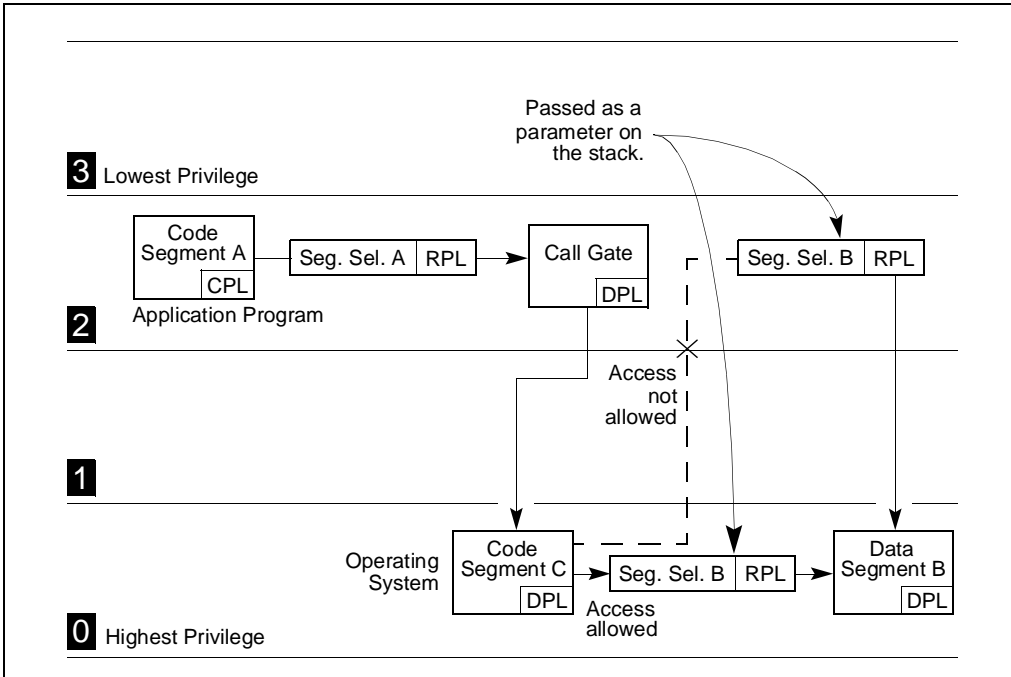 Passed as a
parameter on
the stack.
3 Lowest Privilege
Code
Segment A
CPL
Seg. Sel. A RPL
Call Gate
DPL
Seg. Sel. B RPL
Application Program
2
Access
not
allowed
1
Operating
System
Code
Segment C
DPL
Seg. Sel. B RPL
Access
allowed
Data
Segment B
DPL
0 Highest Privilege